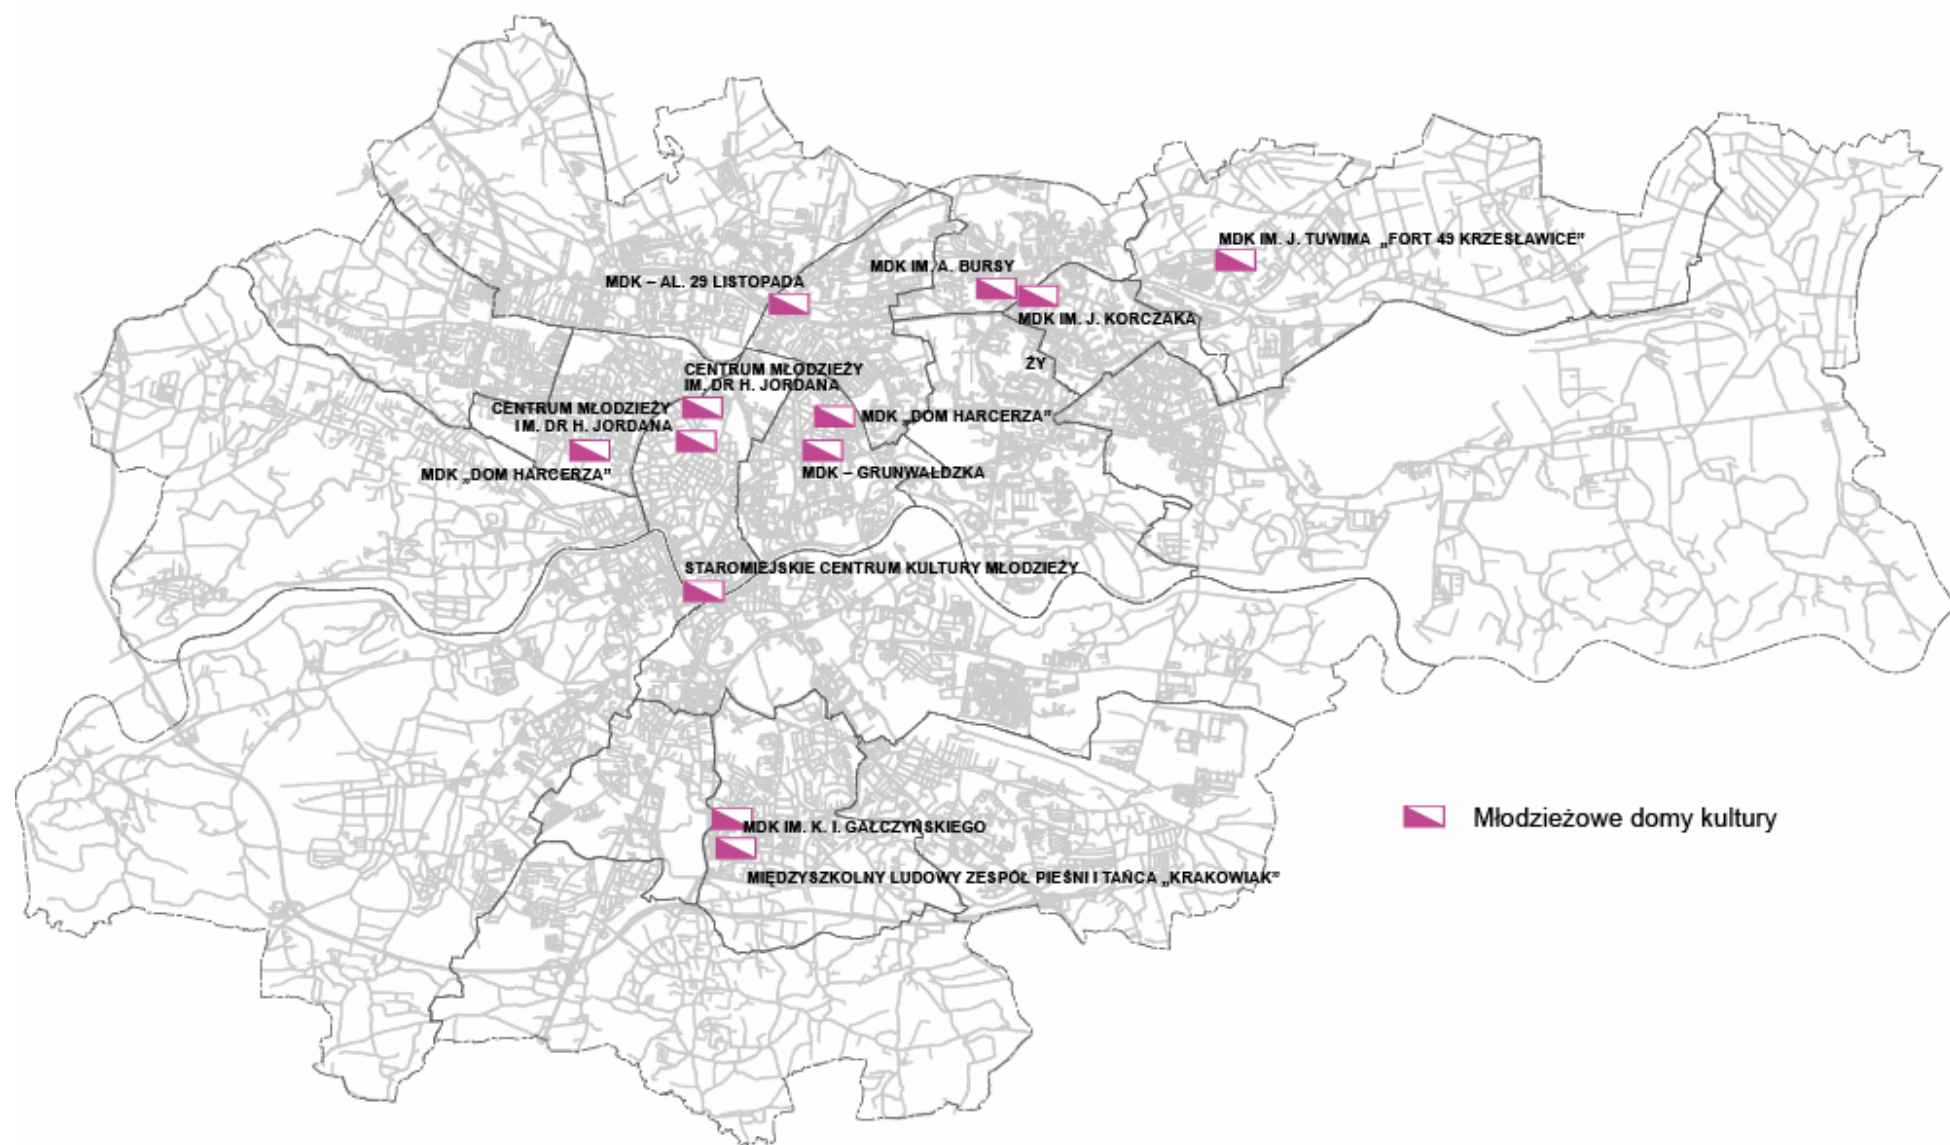 MDK IM. J. TUWIMA „FORT 49 KRZESŁAWICE”
MDK IM. A. BURSY
MDK – AL. 29 LISTOPADA
MDK IM. J. KORCZAKA
ŻY
CENTRUM MŁODZIEŻY
IM. DR H. JORDANA
CENTRUM MŁODZIEŻY
IM. DR H. JORDANA
MDK „DOM HARCERZA”
MDK „DOM HARCERZA”
MDK – GRUNWALDZKA
STAROMIEJSKIE CENTRUM KULTURY MŁODZIEŻY
MDK IM. K. I. GAŁCZYŃSKIEGO
MIĘDZYSZKOLNY LUDOWY ZESPÓŁ PIEŚNI I TAŃCA „KRAKOWIAK”
Młodzieżowe domy kultury